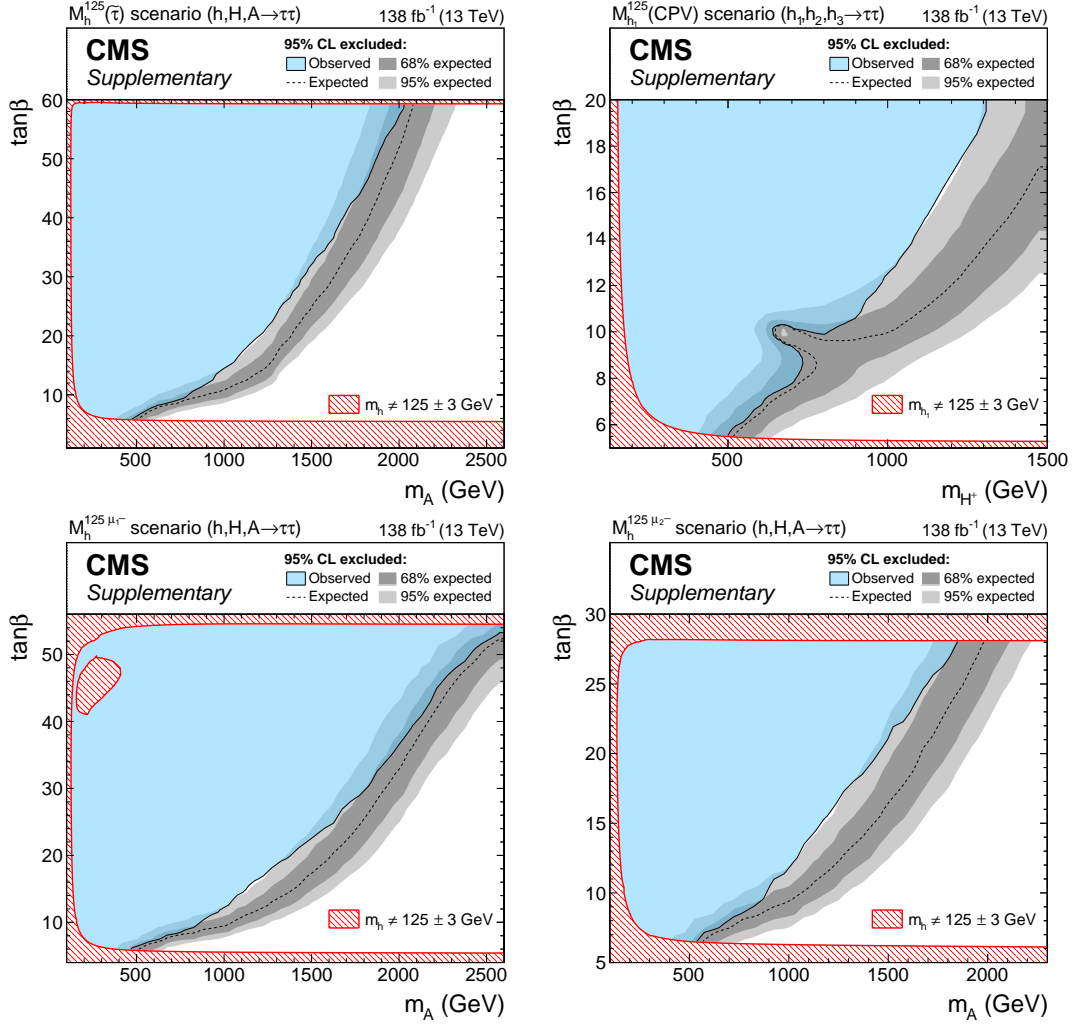 M_h^125(τ̃) scenario (h,H,A→ττ) 138 fb⁻¹ (13 TeV)
CMS
Supplementary
95% CL excluded:
Observed 68% expected
Expected 95% expected
tanβ
60
50
40
30
20
10
m_h ≠ 125 ± 3 GeV
500 1000 1500 2000 2500
m_A (GeV)
M_h₁^125(CPV) scenario (h₁,h₂,h₃→ττ) 138 fb⁻¹ (13 TeV)
CMS
Supplementary
95% CL excluded:
Observed 68% expected
Expected 95% expected
tanβ
20
18
16
14
12
10
8
6
m_h₁ ≠ 125 ± 3 GeV
500 1000 1500
m_H⁺ (GeV)
M_h^125 μ₁− scenario (h,H,A→ττ) 138 fb⁻¹ (13 TeV)
CMS
Supplementary
95% CL excluded:
Observed 68% expected
Expected 95% expected
tanβ
50
40
30
20
10
m_h ≠ 125 ± 3 GeV
500 1000 1500 2000 2500
m_A (GeV)
M_h^125 μ₂− scenario (h,H,A→ττ) 138 fb⁻¹ (13 TeV)
CMS
Supplementary
95% CL excluded:
Observed 68% expected
Expected 95% expected
tanβ
30
25
20
15
10
5
m_h ≠ 125 ± 3 GeV
500 1000 1500 2000
m_A (GeV)